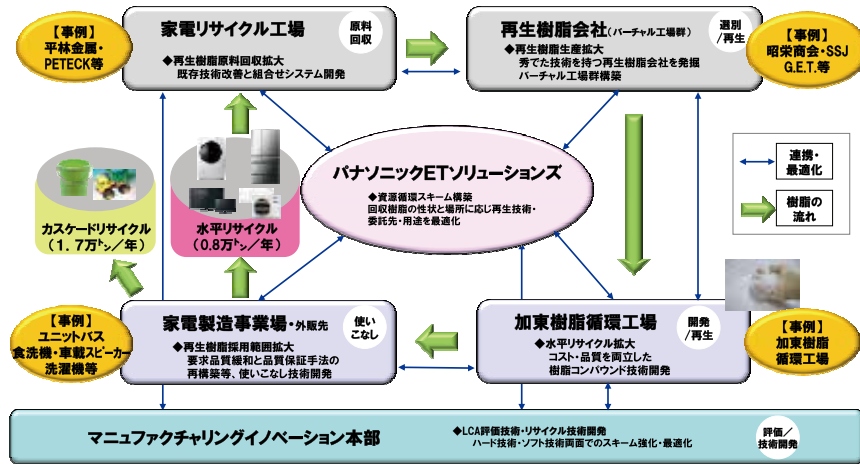 【事例】
平林金属・
PETECK等
家電リサイクル工場
原料
回収
◆再生樹脂原料回収拡大
既存技術改善と組合せシステム開発
再生樹脂会社(バーチャル工場群)
選別
/再生
◆再生樹脂生産拡大
秀でた技術を持つ再生樹脂会社を発掘
バーチャル工場群構築
【事例】
昭栄商会・SSJ
G.E.T.等
連携・
最適化
樹脂の
流れ
パナソニックETソリューションズ
◆資源循環スキーム構築
回収樹脂の性状と場所に応じ再生技術・
委託先・用途を最適化
カスケードリサイクル
(1.7万㌧/年)
水平リサイクル
(0.8万㌧/年)
【事例】
ユニットバス
食洗機・車載スピーカー
洗濯機等
家電製造事業場・外販先
使い
こなし
◆再生樹脂採用範囲拡大
要求品質緩和と品質保証手法の
再構築等、使いこなし技術開発
加東樹脂循環工場
開発
/再生
◆水平リサイクル拡大
コスト・品質を両立した
樹脂コンパウンド技術開発
【事例】
加東樹脂
循環工場
マニュファクチャリングイノベーション本部
◆LCA評価技術・リサイクル技術開発
ハード技術・ソフト技術両面でのスキーム強化・最適化
評価/
技術開発